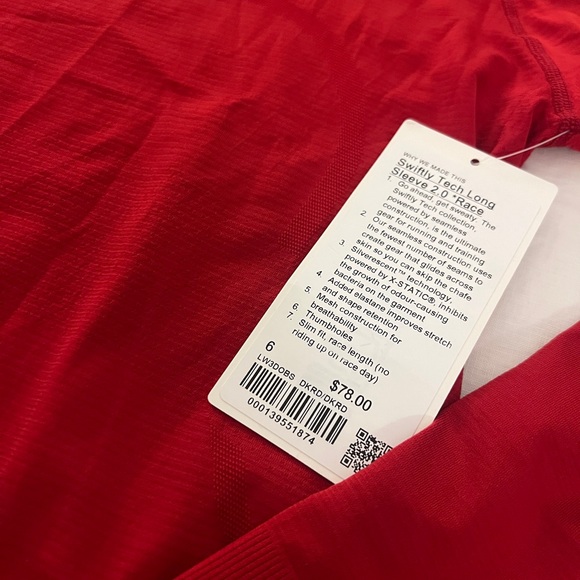 WHY WE MADE THIS
Swiftly Tech Long
Sleeve 2.0 *Race
1. Go ahead, get sweaty. The
Swiftly Tech collection,
powered by seamless
construction, is the ultimate
gear for running and training
2. Our seamless construction uses
the fewest number of seams to
create gear that glides across
skin so you can skip the chafe
3. Silverescent™ technology,
powered by X-STATIC®, inhibits
the growth of odour-causing
bacteria on the garment
4. Added elastane improves stretch
and shape retention
5. Mesh construction for
breathability
6. Thumbholes
7. Slim fit, race length (no
riding up on race day)
6
LW3DOBS DKRD/DKRD
$78.00
000139551874